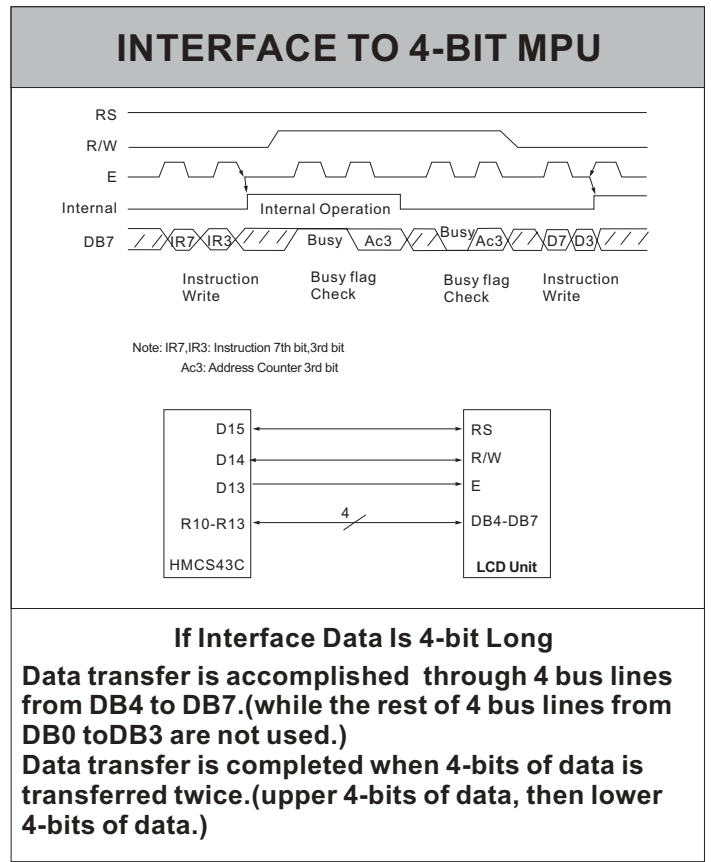 INTERFACE TO 4-BIT MPU
RS
R/W
E
Internal Internal Operation
DB7 IR7 IR3 Busy Ac3 Busy Ac3 D7 D3
Instruction Write
Busy flag Check
Busy flag Check
Instruction Write
Note: IR7,IR3: Instruction 7th bit,3rd bit
Ac3: Address Counter 3rd bit
D15 RS
D14 R/W
D13 E
R10-R13 4 DB4-DB7
HMCS43C LCD Unit
If Interface Data Is 4-bit Long
Data transfer is accomplished through 4 bus lines
from DB4 to DB7.(while the rest of 4 bus lines from
DB0 toDB3 are not used.)
Data transfer is completed when 4-bits of data is
transferred twice.(upper 4-bits of data, then lower
4-bits of data.)